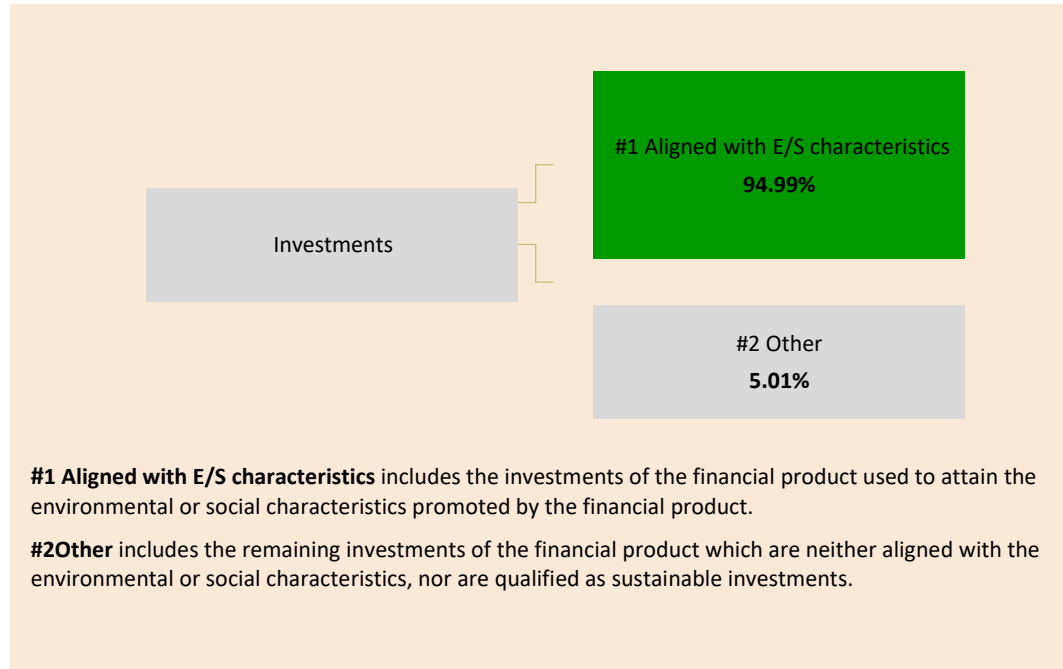 #1 Aligned with E/S characteristics
94.99%
Investments
#2 Other
5.01%
#1 Aligned with E/S characteristics includes the investments of the financial product used to attain the
environmental or social characteristics promoted by the financial product.
#2Other includes the remaining investments of the financial product which are neither aligned with the
environmental or social characteristics, nor are qualified as sustainable investments.